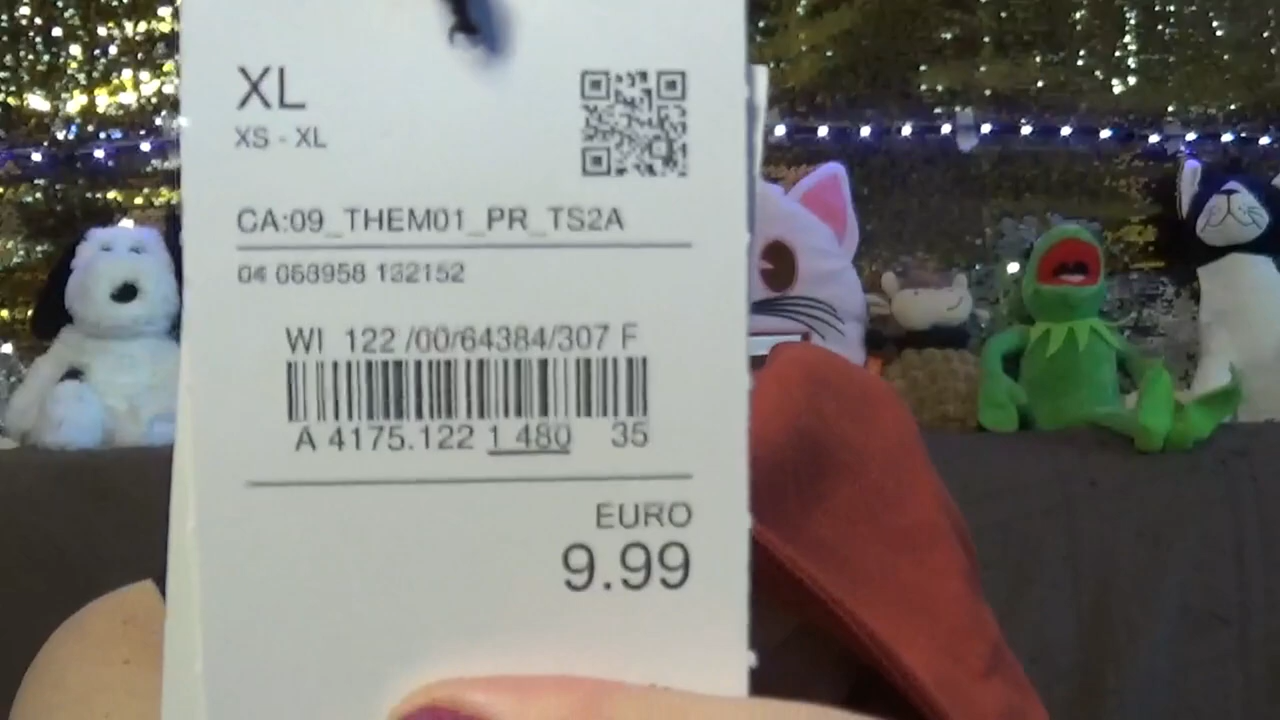 XL
XS - XL
CA:09_THEM01_PR_TS2A
04 068958 132152
WI 122 /00/64384/307 F
A 4175.122 1 480 35
EURO
9.99